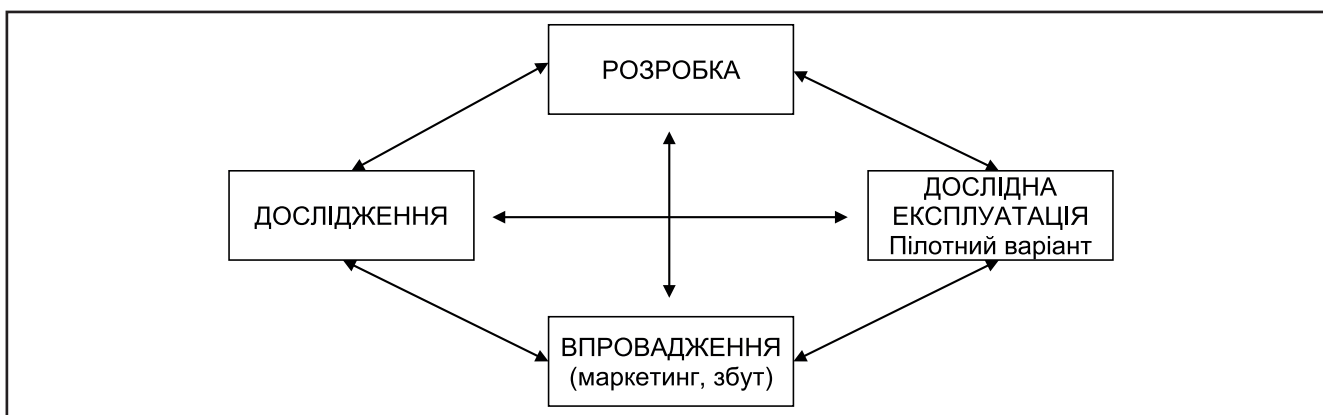 РОЗРОБКА
ДОСЛІДЖЕННЯ
ДОСЛІДНА
ЕКСПЛУАТАЦІЯ
Пілотний варіант
ВПРОВАДЖЕННЯ
(маркетинг, збут)